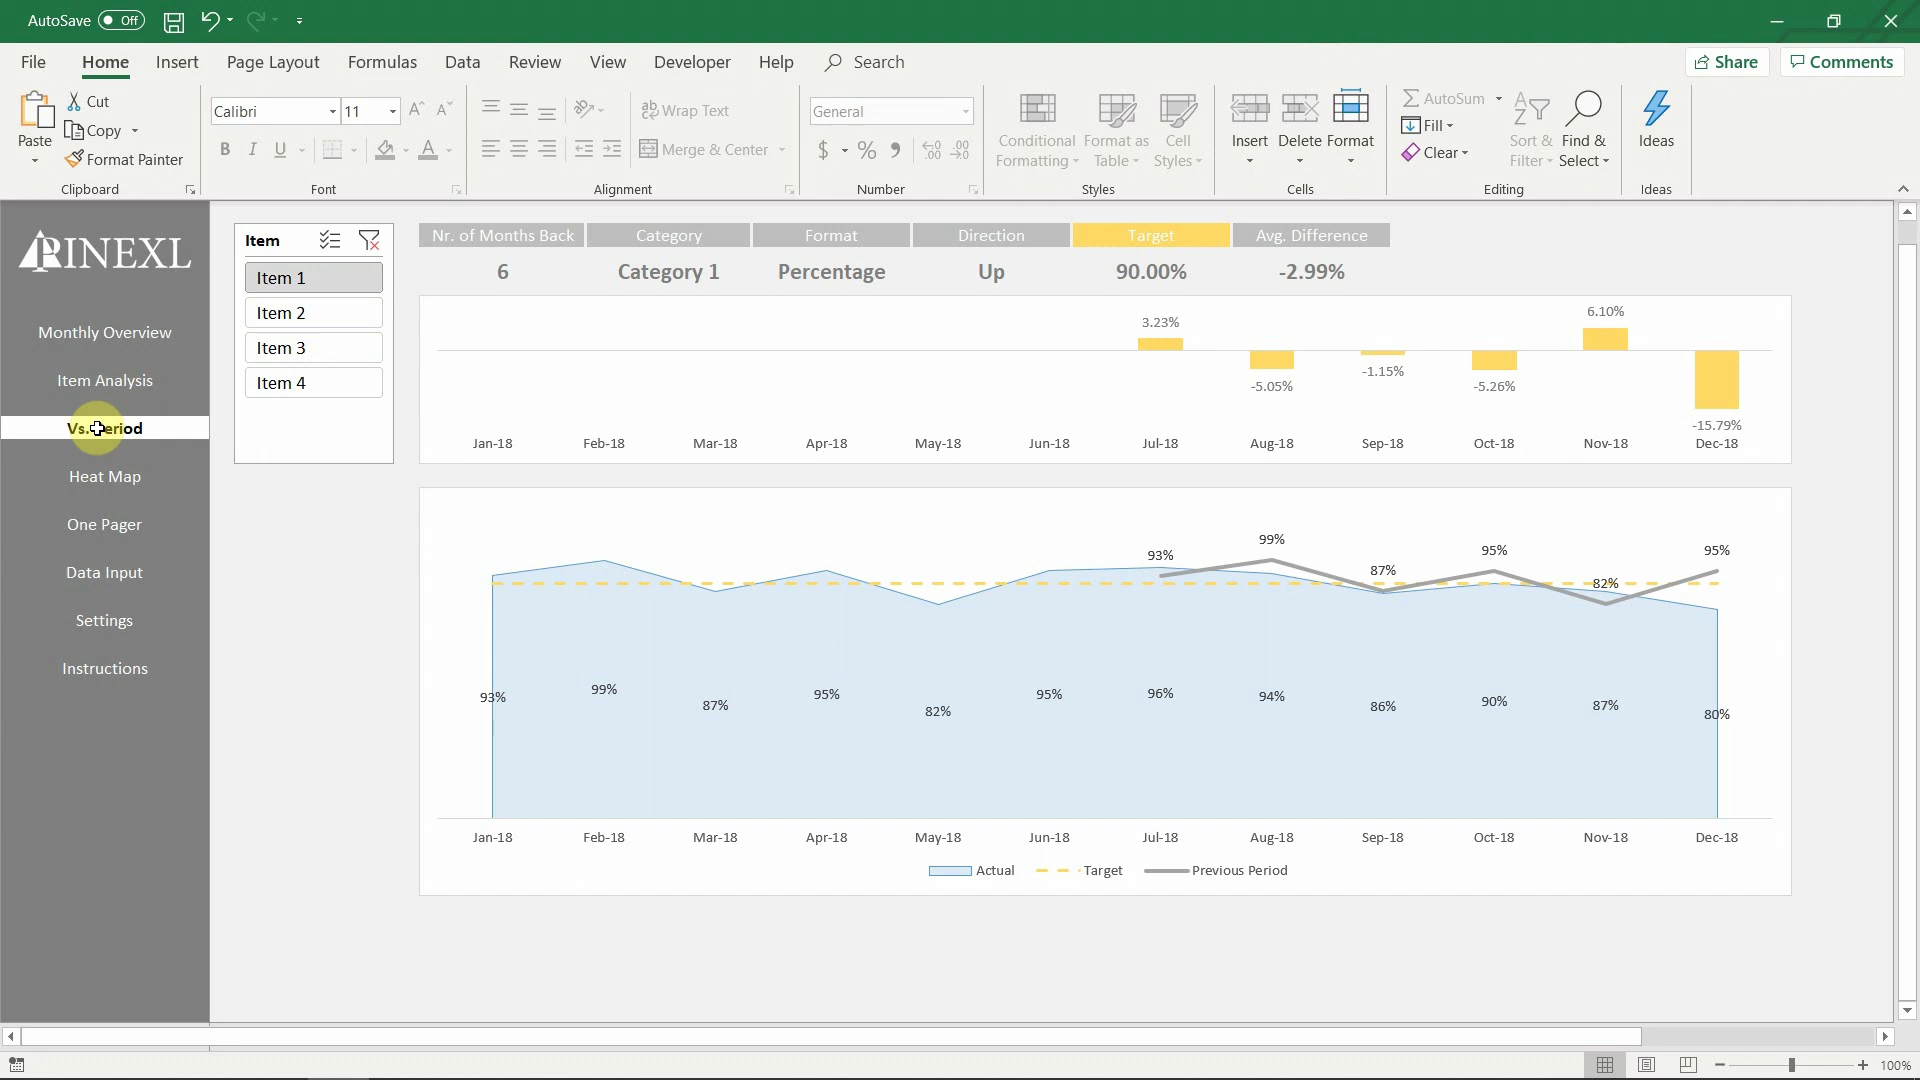 AutoSave Off
File Home Insert Page Layout Formulas Data Review View Developer Help Search Share Comments
Paste Cut Copy Format Painter Clipboard
Calibri 11 B I U A Font
Wrap Text Merge & Center Alignment
General $ % Number
Conditional Formatting Format as Table Cell Styles Styles
Insert Delete Format Cells
AutoSum Fill Clear Sort & Filter Find & Select Editing
Ideas Ideas
PINEXL
Monthly Overview
Item Analysis
Heat Map
One Pager
Data Input
Settings
Instructions
Item
Item 1
Item 2
Item 3
Item 4
Nr. of Months Back Category Format Direction Target Avg. Difference
6 Category 1 Percentage Up 90.00% -2.99%
3.23% -5.05% -1.15% -5.26% 6.10% -15.79%
Jan-18 Feb-18 Mar-18 Apr-18 May-18 Jun-18 Jul-18 Aug-18 Sep-18 Oct-18 Nov-18 Dec-18
93% 99% 87% 95% 82% 95%
93% 99% 87% 95% 82% 95% 96% 94% 86% 90% 87% 80%
Jan-18 Feb-18 Mar-18 Apr-18 May-18 Jun-18 Jul-18 Aug-18 Sep-18 Oct-18 Nov-18 Dec-18
Actual Target Previous Period
100%